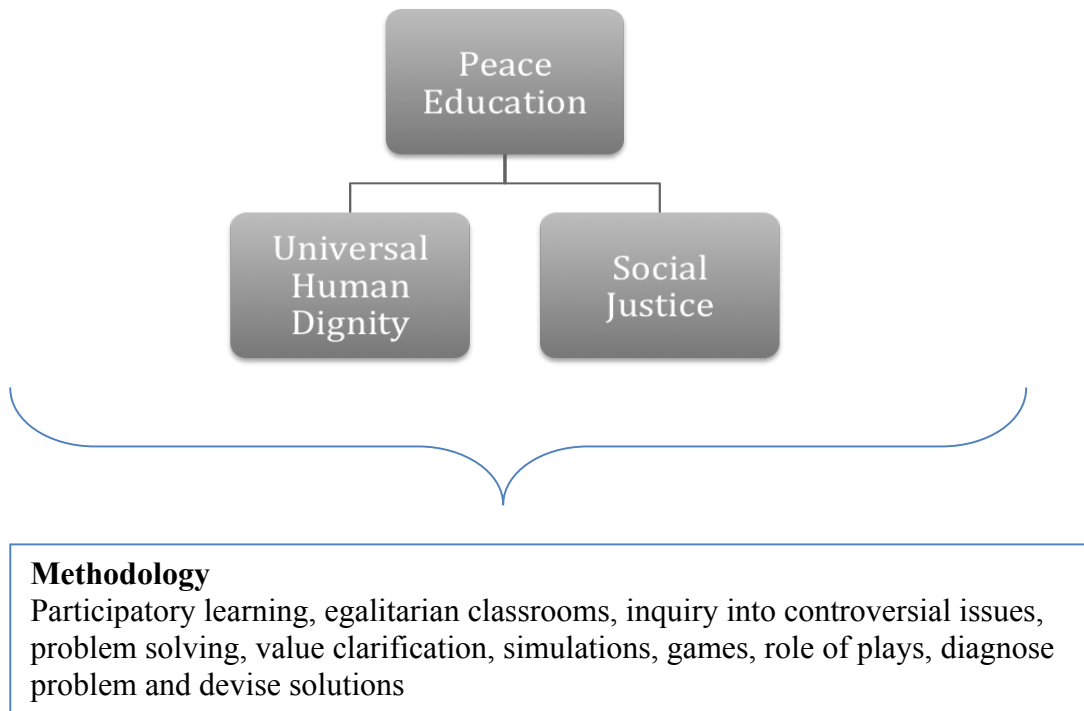 Peace
Education
Universal
Human
Dignity
Social
Justice
Methodology
Participatory learning, egalitarian classrooms, inquiry into controversial issues,
problem solving, value clarification, simulations, games, role of plays, diagnose
problem and devise solutions